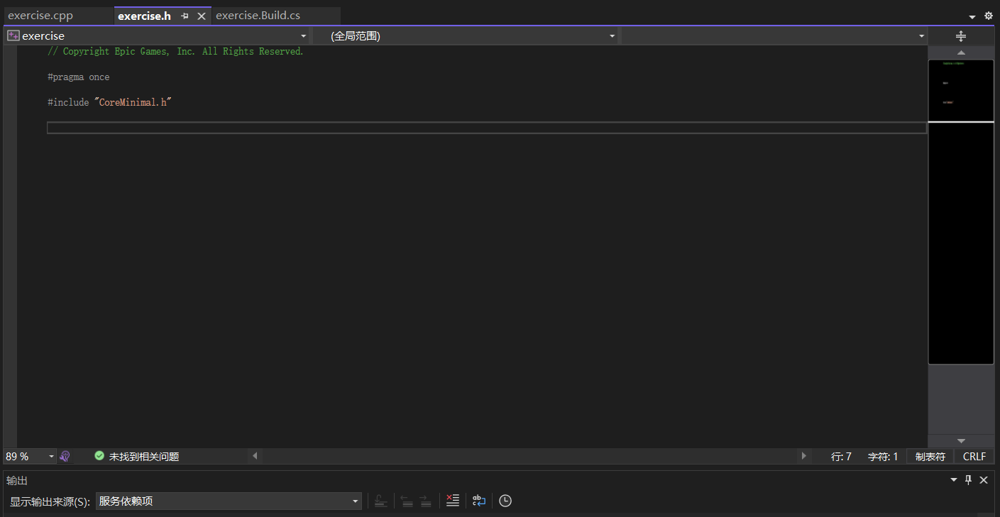 exercise.cpp exercise.h exercise.Build.cs
exercise (全局范围)
// Copyright Epic Games, Inc. All Rights Reserved.
#pragma once
#include "CoreMinimal.h"
89 % 未找到相关问题 行: 7 字符: 1 制表符 CRLF
输出
显示输出来源(S): 服务依赖项